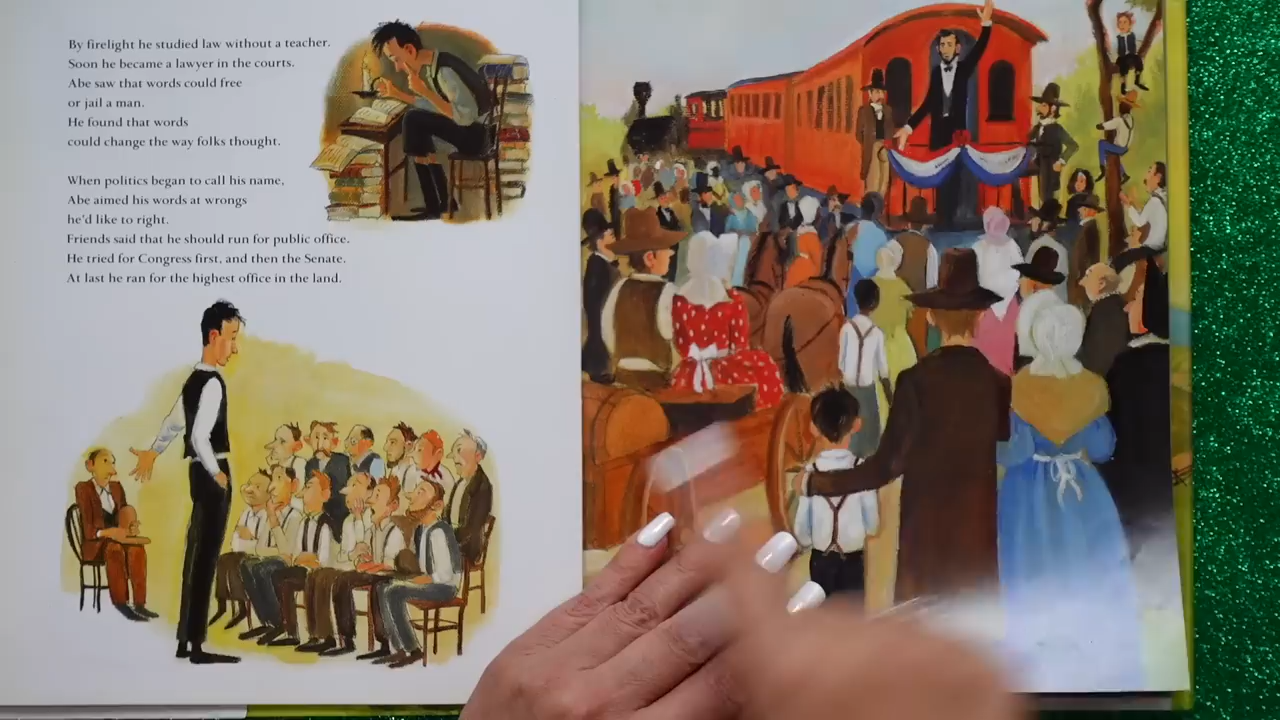 By firelight he studied law without a teacher.
Soon he became a lawyer in the courts.
Abe saw that words could free
or jail a man.
He found that words
could change the way folks thought.
When politics began to call his name,
Abe aimed his words at wrongs
he'd like to right.
Friends said that he should run for public office.
He tried for Congress first, and then the Senate.
At last he ran for the highest office in the land.